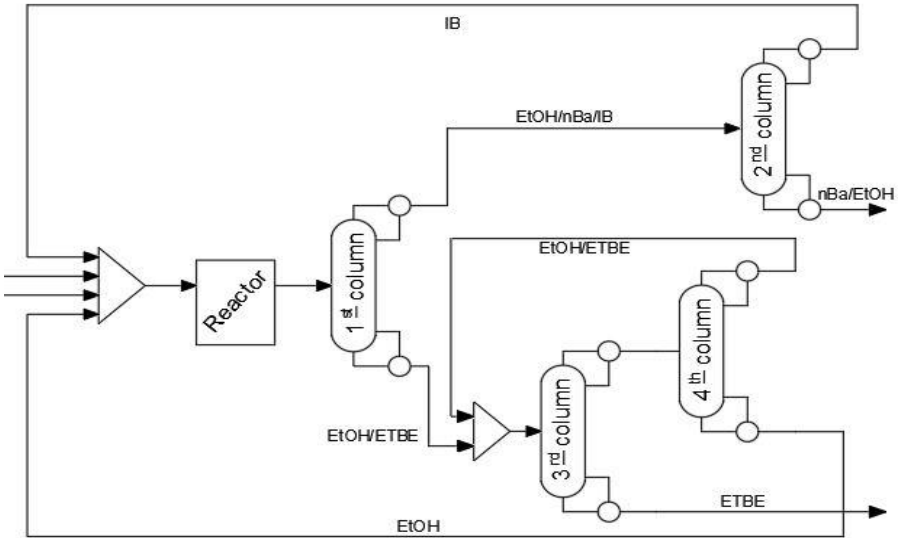 IB
EtOH/nBa/IB
2nd column
nBa/EtOH
EtOH/ETBE
Reactor
1st column
4th column
EtOH/ETBE
3rd column
ETBE
EtOH